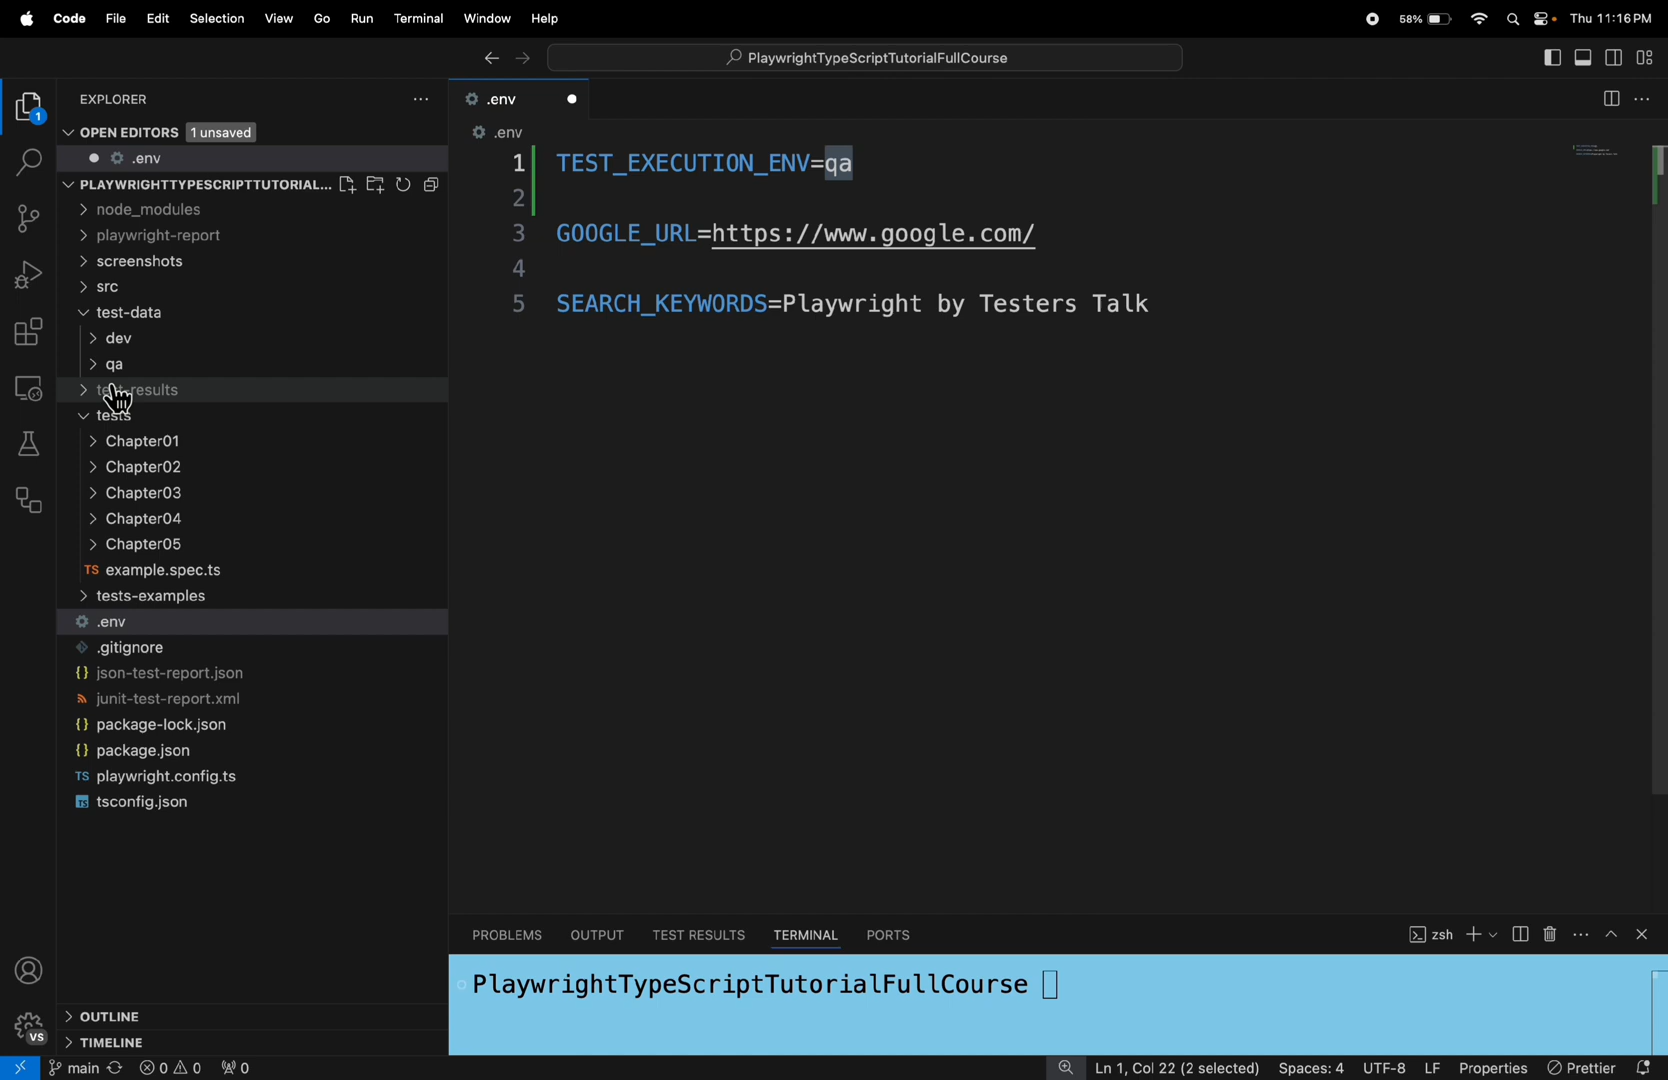 Code File Edit Selection View Go Run Terminal Window Help 58% Thu 11:16 PM
PlaywrightTypeScriptTutorialFullCourse
EXPLORER
1
OPEN EDITORS 1 unsaved
.env
PLAYWRIGHTTYPESCRIPTTUTORIAL...
node_modules
playwright-report
screenshots
src
test-data
dev
qa
tests
Chapter01
Chapter02
Chapter03
Chapter04
Chapter05
TS example.spec.ts
tests-examples
.env
.gitignore
{} json-test-report.json
junit-test-report.xml
{} package-lock.json
{} package.json
TS playwright.config.ts
TS tsconfig.json
OUTLINE
TIMELINE
VS
.env
.env
1 TEST_EXECUTION_ENV=qa
2
3 GOOGLE_URL=https://www.google.com/
4
5 SEARCH_KEYWORDS=Playwright by Testers Talk
PROBLEMS OUTPUT TEST RESULTS TERMINAL PORTS zsh
PlaywrightTypeScriptTutorialFullCourse
main 0 0 0 Ln 1, Col 22 (2 selected) Spaces: 4 UTF-8 LF Properties Prettier